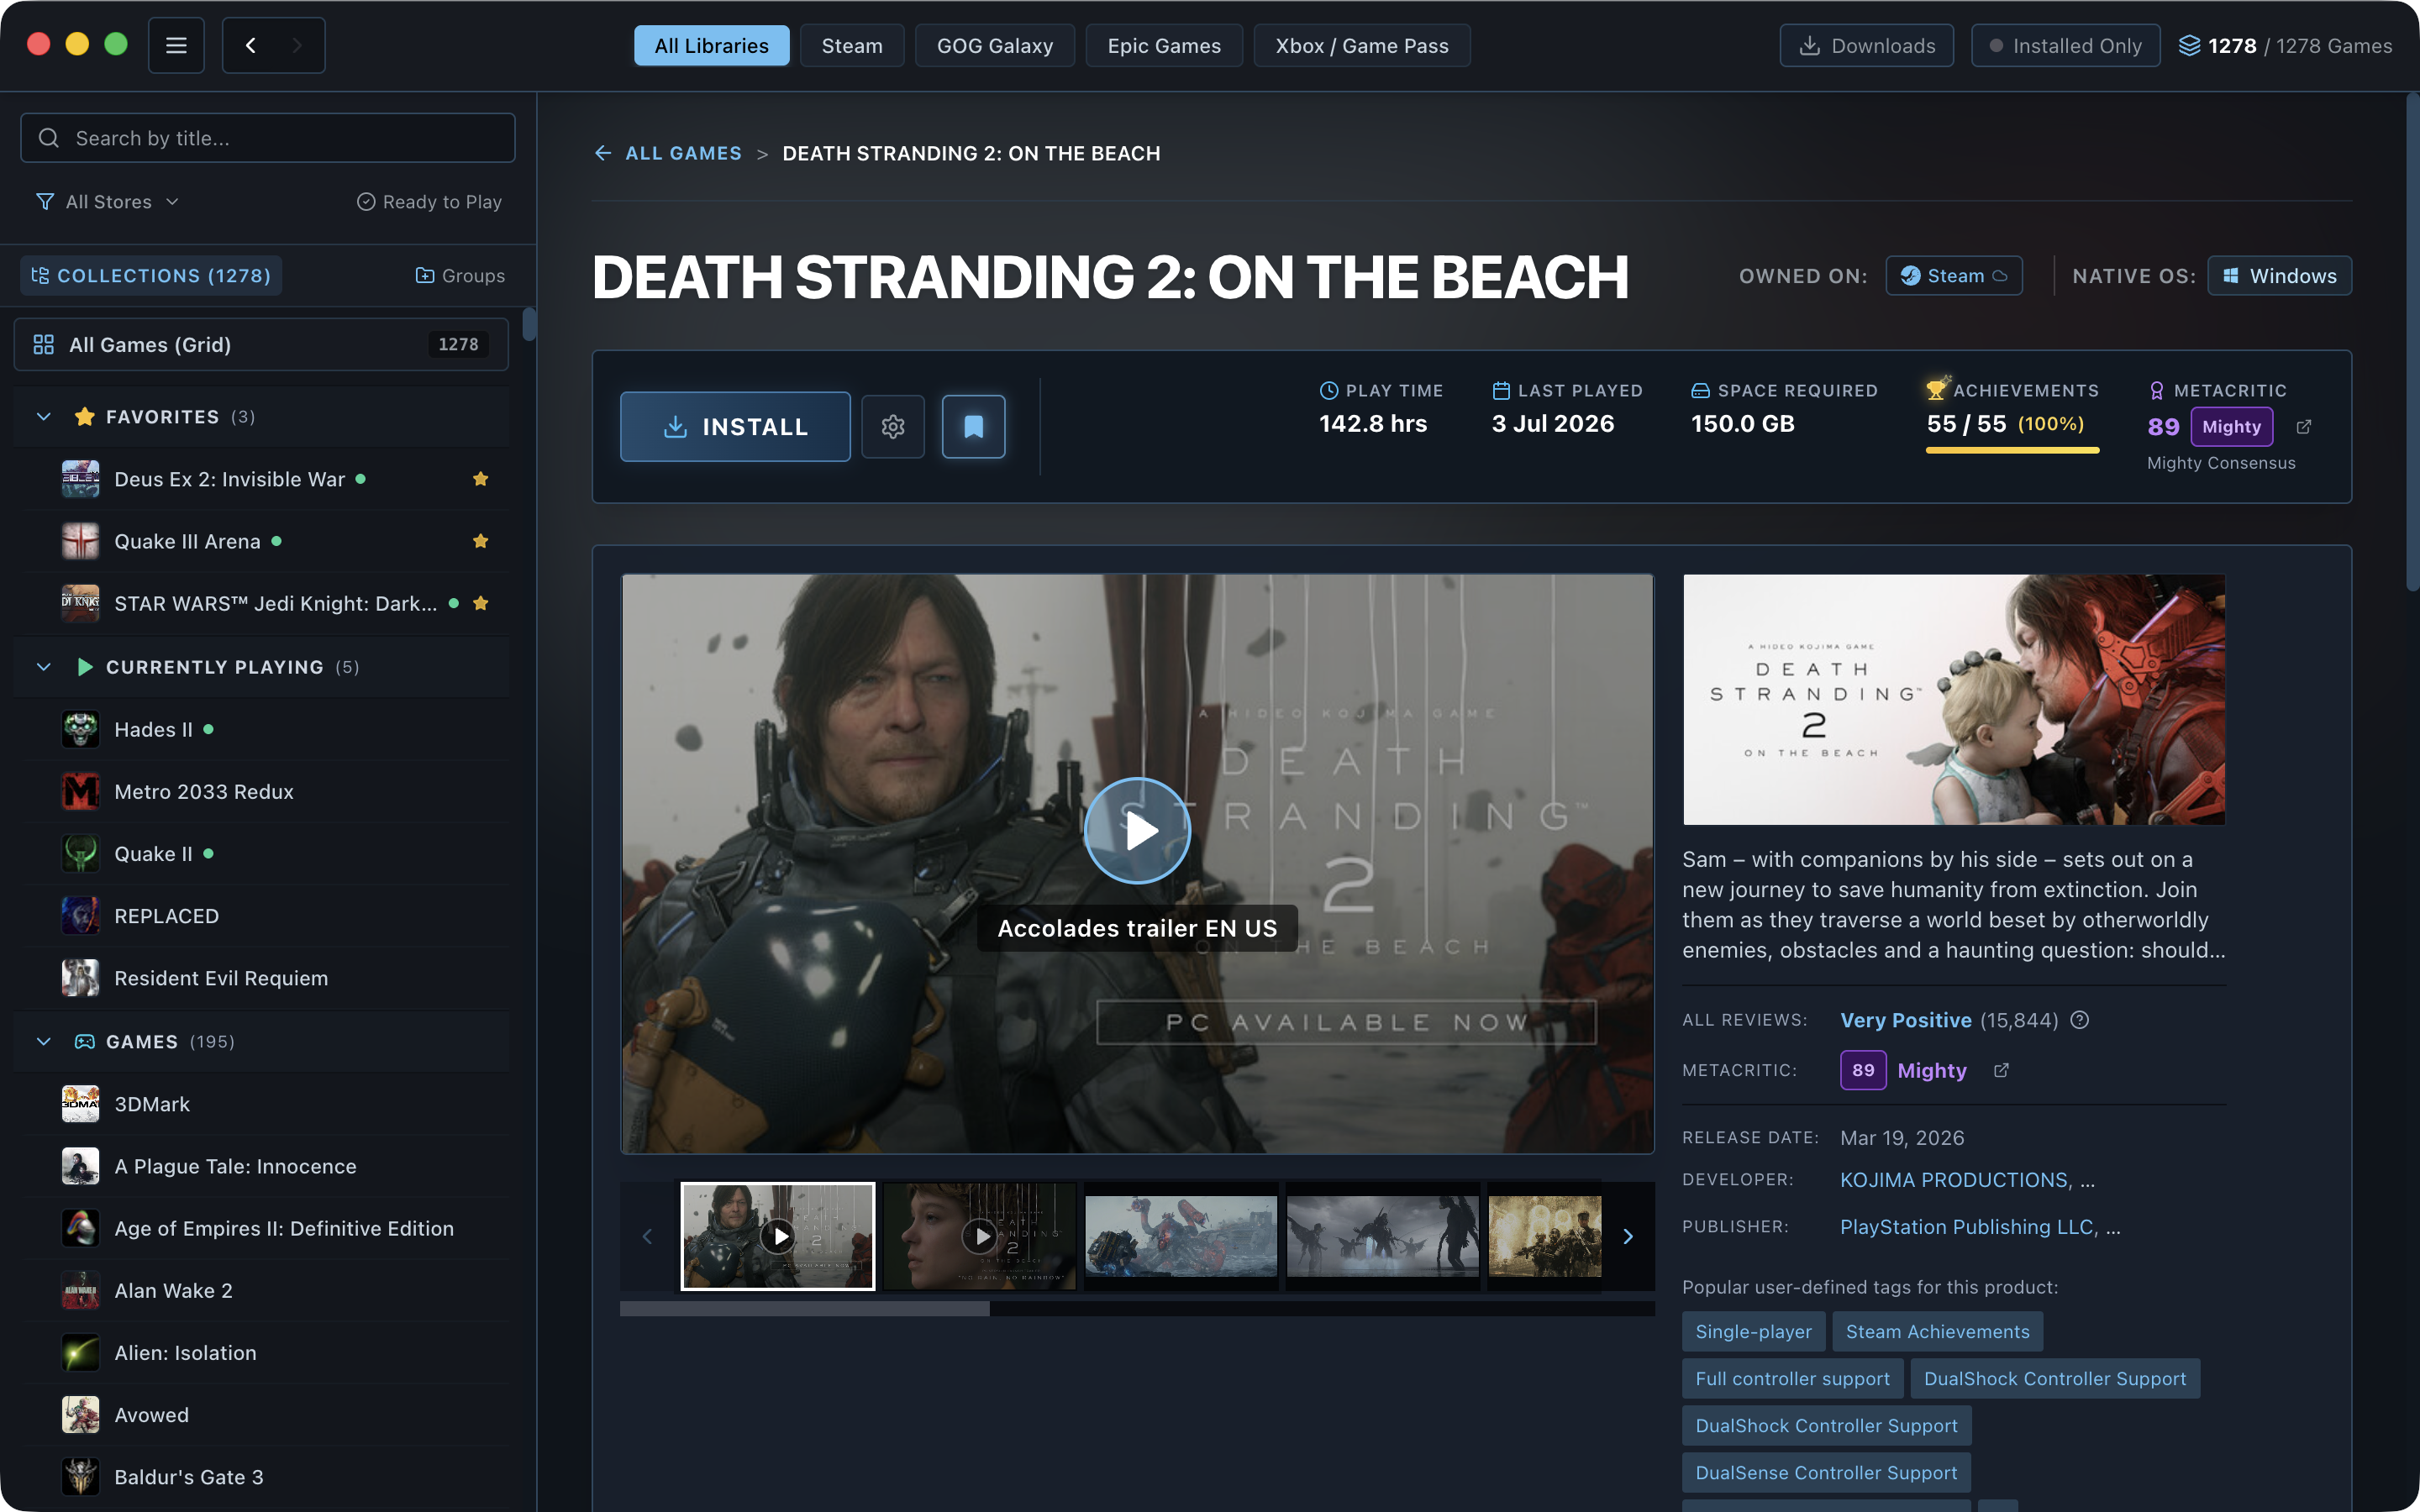 All Libraries
Steam
GOG Galaxy
Epic Games
Xbox / Game Pass
Downloads
Installed Only
1278 / 1278 Games
Search by title...
All Stores
Ready to Play
COLLECTIONS (1278)
Groups
All Games (Grid)
1278
FAVORITES (3)
Deus Ex 2: Invisible War
Quake III Arena
STAR WARS™ Jedi Knight: Dark...
CURRENTLY PLAYING (5)
Hades II
Metro 2033 Redux
Quake II
REPLACED
Resident Evil Requiem
GAMES (195)
3DMark
A Plague Tale: Innocence
Age of Empires II: Definitive Edition
Alan Wake 2
Alien: Isolation
Avowed
Baldur's Gate 3
ALL GAMES > DEATH STRANDING 2: ON THE BEACH
DEATH STRANDING 2: ON THE BEACH
OWNED ON:
Steam
NATIVE OS:
Windows
INSTALL
PLAY TIME
142.8 hrs
LAST PLAYED
3 Jul 2026
SPACE REQUIRED
150.0 GB
ACHIEVEMENTS
55 / 55 (100%)
METACRITIC
89 Mighty
Mighty Consensus
A HIDEO KOJIMA GAME
DEATH
STRANDING™
2
ON THE BEACH
PC AVAILABLE NOW
Accolades trailer EN US
A HIDEO KOJIMA GAME
DEATH
STRANDING™
2
ON THE BEACH
Sam – with companions by his side – sets out on a
new journey to save humanity from extinction. Join
them as they traverse a world beset by otherworldly
enemies, obstacles and a haunting question: should...
ALL REVIEWS: Very Positive (15,844)
METACRITIC: 89 Mighty
RELEASE DATE: Mar 19, 2026
DEVELOPER: KOJIMA PRODUCTIONS, ...
PUBLISHER: PlayStation Publishing LLC, ...
Popular user-defined tags for this product:
Single-player
Steam Achievements
Full controller support
DualShock Controller Support
DualShock Controller Support
DualSense Controller Support